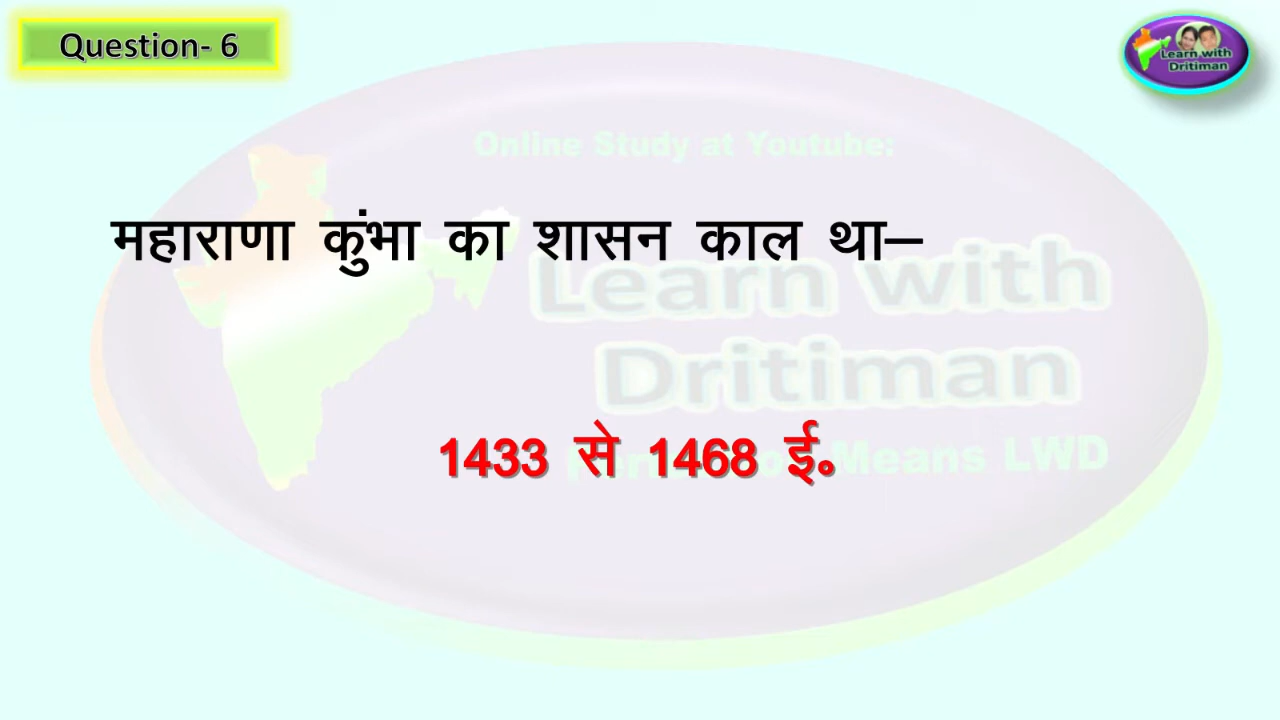 Question- 6
Learn with
Dritiman
Online Study at Youtube:
महाराणा कुंभा का शासन काल था–
Learn with
Dritiman
1433 से 1468 ई.
Means LWD